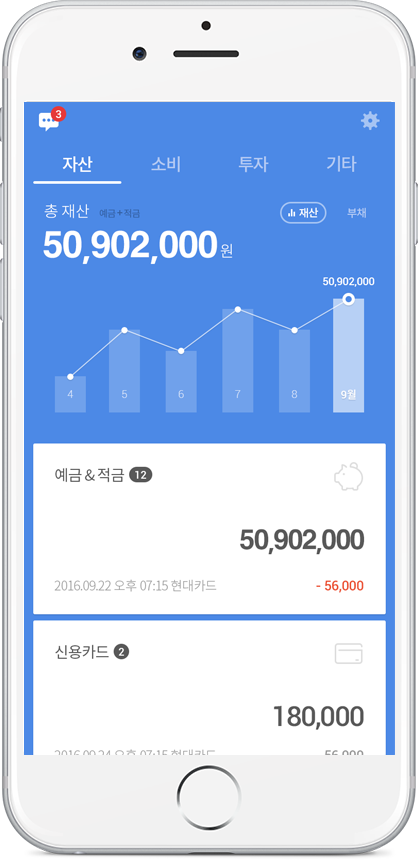 3
자산 소비 투자 기타
총 재산 예금+적금 재산 부채
50,902,000 원
50,902,000
4 5 6 7 8 9월
예금 & 적금 12
50,902,000
2016.09.22 오후 07:15 현대카드 - 56,000
신용카드 2
180,000
2016.09.24 오후 07:15 현대카드 56,900